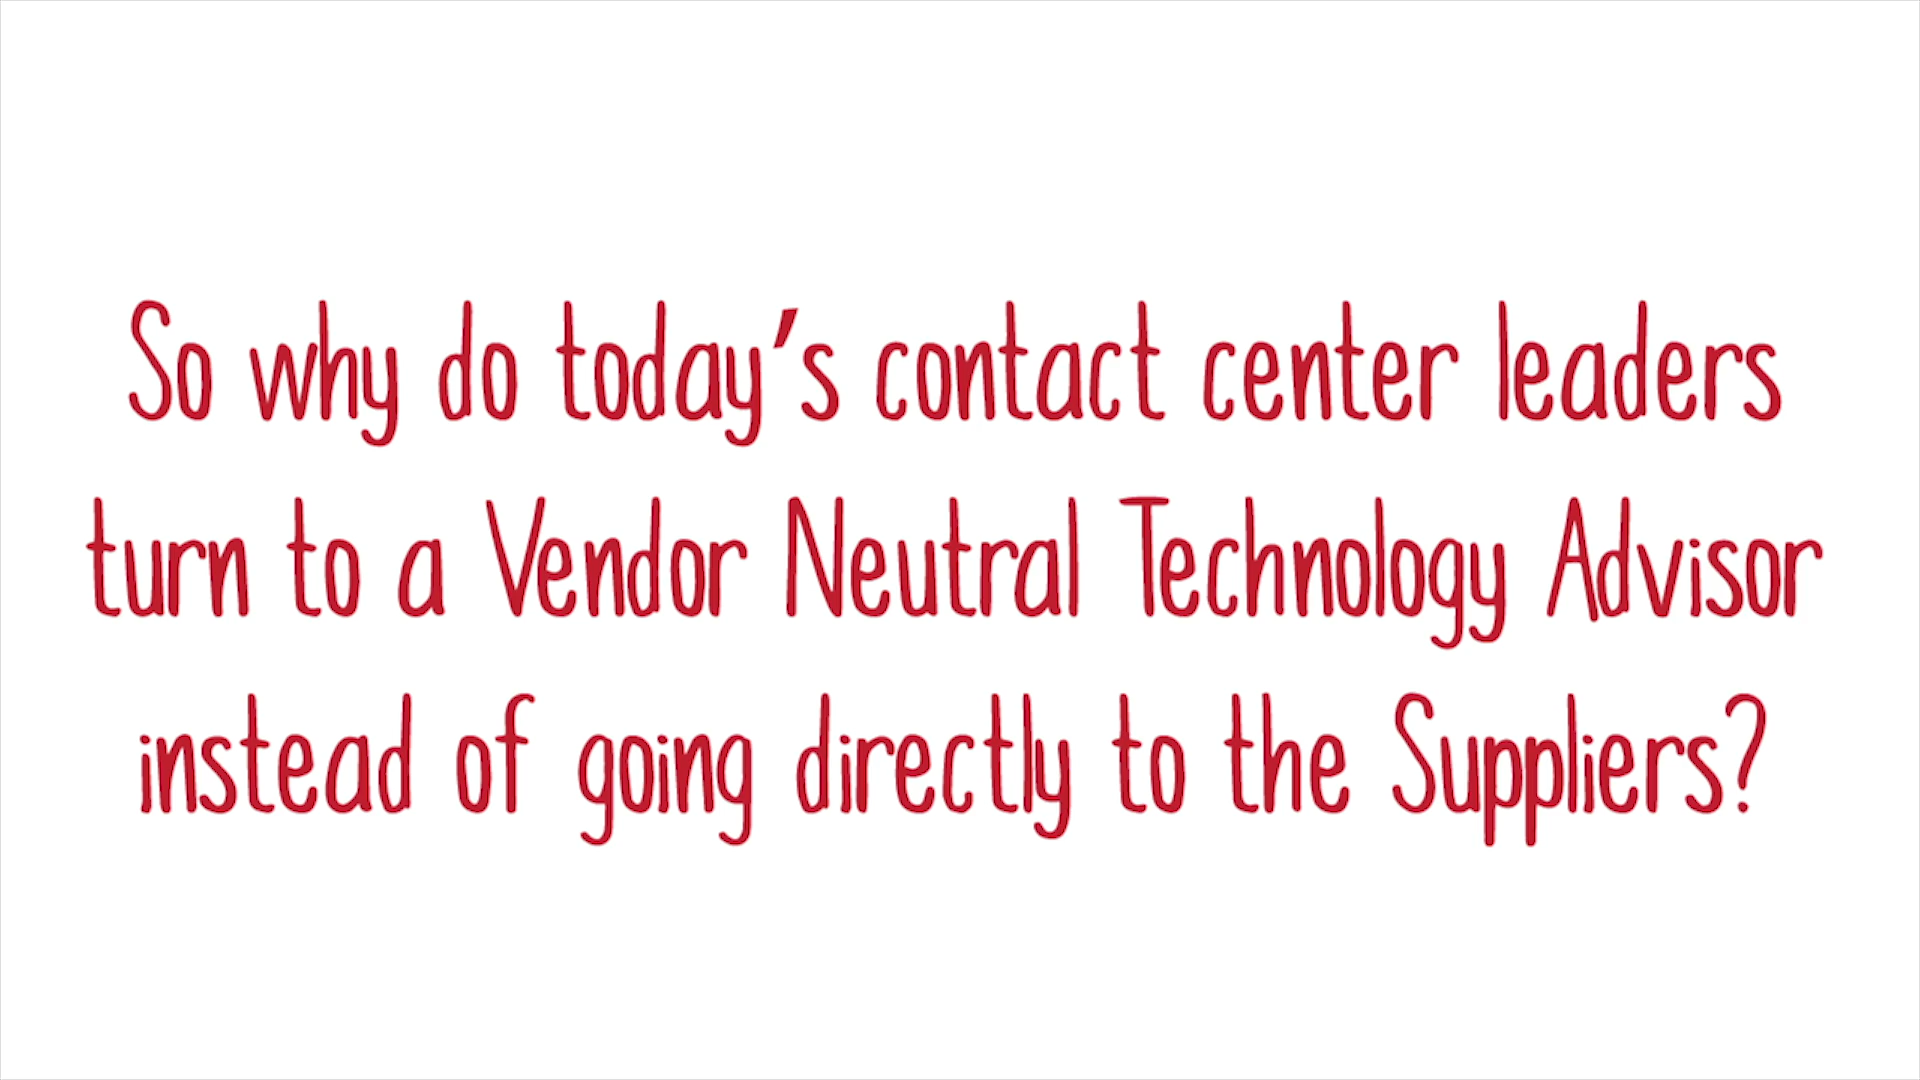 So why do today's contact center leaders
turn to a Vendor Neutral Technology Advisor
instead of going directly to the Suppliers?